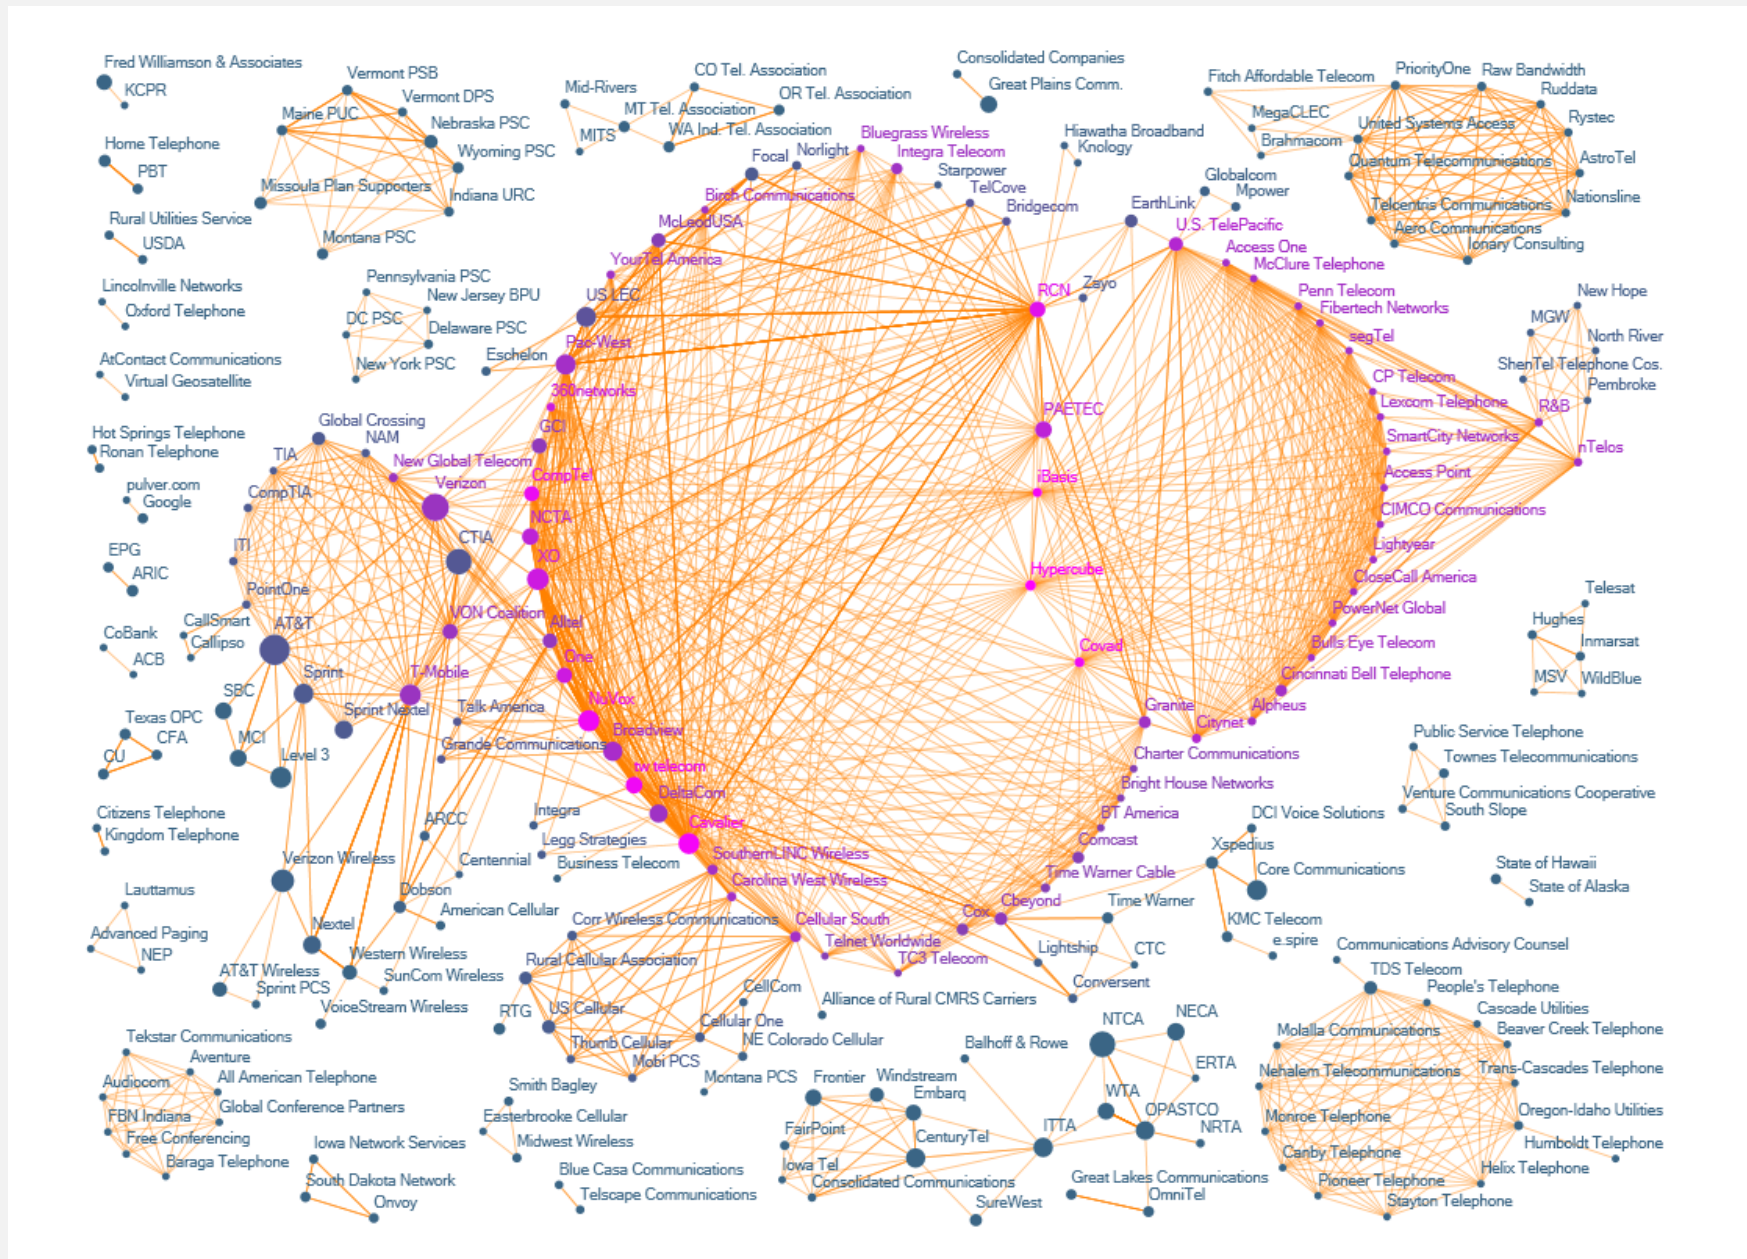 Fred Williamson & Associates
KCPR
Vermont PSB
Vermont DPS
Maine PUC
Nebraska PSC
Wyoming PSC
Missoula Plan Supporters
Indiana URC
Montana PSC
Home Telephone
PBT
Rural Utilities Service
USDA
Lincolnville Networks
Oxford Telephone
AtContact Communications
Virtual Geosatellite
Pennsylvania PSC
New Jersey BPU
DC PSC
Delaware PSC
New York PSC
Mid-Rivers
CO Tel. Association
OR Tel. Association
MT Tel. Association
MITS
WA Ind. Tel. Association
Consolidated Companies
Great Plains Comm.
Hiawatha Broadband
Knology
Fitch Affordable Telecom
PriorityOne
Raw Bandwidth
Ruddata
MegaCLEC
United Systems Access
Rystec
Brahmacom
Quantum Telecommunications
AstroTel
Telcentris Communications
Nationsline
Aero Communications
Ionary Consulting
Bluegrass Wireless
Integra Telecom
Norlight
Focal
Starpower
Birch Communications
TelCove
Bridgecom
McLeodUSA
YourTel America
US LEC
Pac-West
Eschelon
360networks
GCI
CompTel
NCTA
XO
Alltel
One
NuVox
Broadview
tw telecom
DeltaCom
Cavalier
SouthernLINC Wireless
Carolina West Wireless
Globalcom
Mpower
EarthLink
U.S. TelePacific
Access One
McClure Telephone
Penn Telecom
Fibertech Networks
segTel
CP Telecom
Lexcom Telephone
SmartCity Networks
Access Point
CIMCO Communications
Lightyear
CloseCall America
PowerNet Global
Bulls Eye Telecom
Cincinnati Bell Telephone
Alpheus
Citynet
Granite
Charter Communications
Bright House Networks
BT America
Comcast
Time Warner Cable
Cbeyond
Cox
RCN
Zayo
PAETEC
iBasis
Hypercube
Covad
New Hope
MGW
North River
ShenTel Telephone Cos.
Pembroke
R&B
nTelos
Hot Springs Telephone
Ronan Telephone
pulver.com
Google
EPG
ARIC
CoBank
ACB
Texas OPC
CFA
CU
Citizens Telephone
Kingdom Telephone
Lauttamus
Advanced Paging
NEP
Global Crossing
NAM
TIA
New Global Telecom
Verizon
CompTIA
CTIA
ITI
PointOne
CallSmart
AT&T
Callipso
VON Coalition
Sprint
T-Mobile
SBC
Sprint Nextel
MCI
Level 3
Talk America
Grande Communications
Integra
Legg Strategies
Business Telecom
ARCC
Centennial
Verizon Wireless
Dobson
American Cellular
Nextel
Western Wireless
AT&T Wireless
Sprint PCS
SunCom Wireless
VoiceStream Wireless
Telesat
Hughes
Inmarsat
MSV
WildBlue
Public Service Telephone
Townes Telecommunications
Venture Communications Cooperative
South Slope
DCI Voice Solutions
Xspedius
Core Communications
KMC Telecom
e.spire
State of Hawaii
State of Alaska
Corr Wireless Communications
Cellular South
Telnet Worldwide
TC3 Telecom
Rural Cellular Association
RTG
US Cellular
CellCom
Cellular One
Thumb Cellular
NE Colorado Cellular
Mobi PCS
Montana PCS
Alliance of Rural CMRS Carriers
Time Warner
Lightship
CTC
Conversent
Communications Advisory Counsel
TDS Telecom
People's Telephone
Cascade Utilities
Molalla Communications
Beaver Creek Telephone
Nehalem Telecommunications
Trans-Cascades Telephone
Monroe Telephone
Oregon-Idaho Utilities
Canby Telephone
Humboldt Telephone
Pioneer Telephone
Helix Telephone
Stayton Telephone
Tekstar Communications
Aventure
Audiocom
All American Telephone
FBN Indiana
Global Conference Partners
Free Conferencing
Baraga Telephone
Iowa Network Services
South Dakota Network
Onvoy
Smith Bagley
Easterbrooke Cellular
Midwest Wireless
Blue Casa Communications
Telscape Communications
Balhoff & Rowe
NTCA
NECA
ERTA
WTA
OPASTCO
NRTA
Frontier
Windstream
Embarq
FairPoint
CenturyTel
ITTA
Iowa Tel
Consolidated Communications
SureWest
Great Lakes Communications
OmniTel